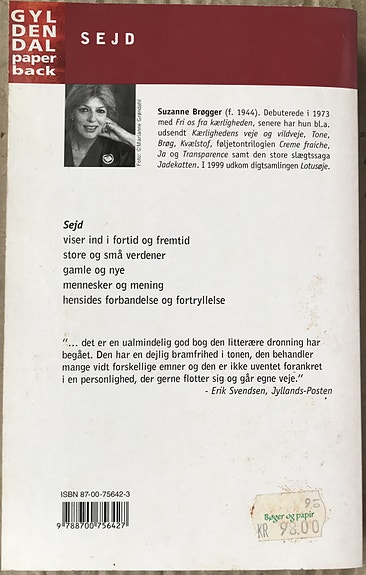 GYL
DEN
DAL
paper
back
SEJD
Foto: ©Marianne Grøndahl
Suzanne Brøgger (f. 1944). Debuterede i 1973
med Fri os fra kærligheden, senere har hun bl.a.
udsendt Kærlighedens veje og vildveje, Tone,
Brøg, Kvælstof, føljetontrilogien Creme fraiche,
Ja og Transparence samt den store slægtssaga
Jadekatten. I 1999 udkom digtsamlingen Lotusøje.
Sejd
viser ind i fortid og fremtid
store og små verdener
gamle og nye
mennesker og mening
hensides forbandelse og fortryllelse
"... det er en ualmindelig god bog den litterære dronning har
begået. Den har en dejlig bramfrihed i tonen, den behandler
mange vidt forskellige emner og den er ikke uventet forankret
i en personlighed, der gerne flotter sig og går egne veje."
- Erik Svendsen, Jyllands-Posten
ISBN 87-00-75642-3
9 788700 756427
Bøger og papir
KR 98.00